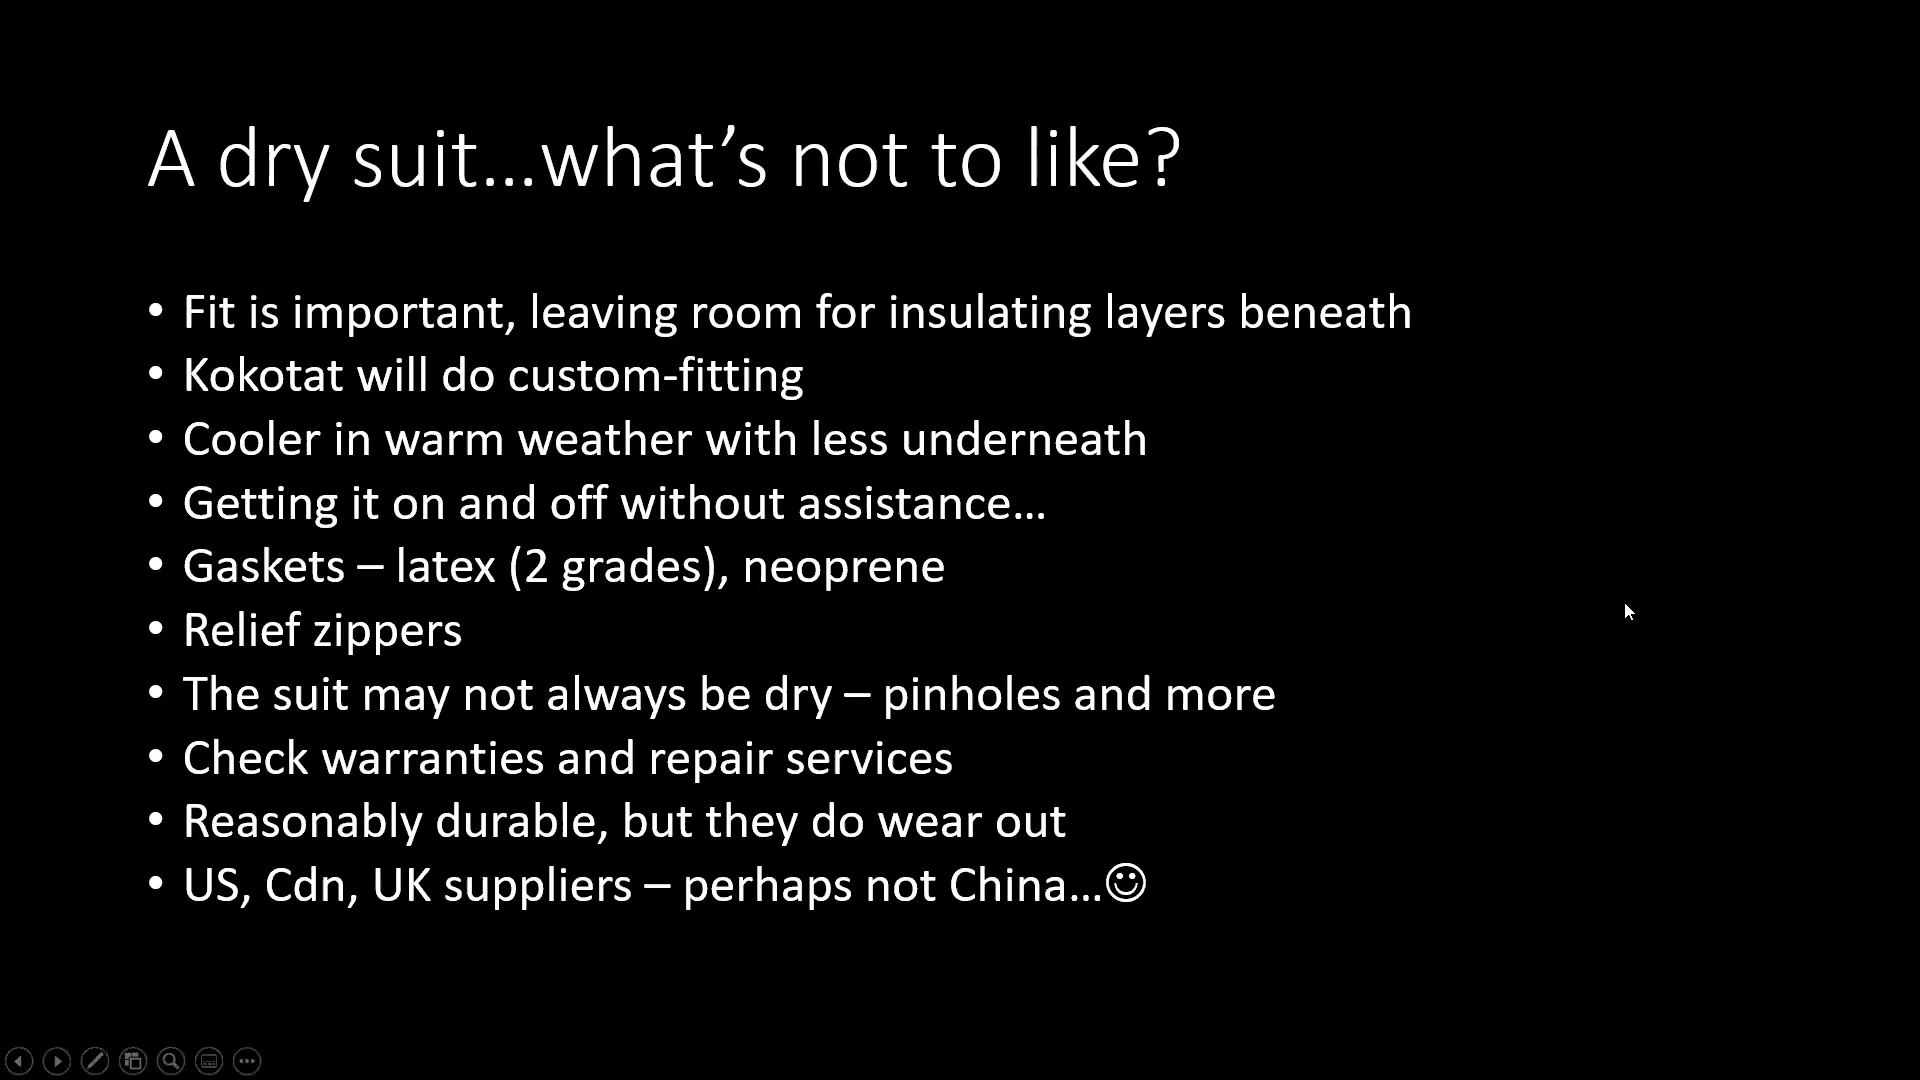 A dry suit…what’s not to like?
• Fit is important, leaving room for insulating layers beneath
• Kokotat will do custom-fitting
• Cooler in warm weather with less underneath
• Getting it on and off without assistance…
• Gaskets – latex (2 grades), neoprene
• Relief zippers
• The suit may not always be dry – pinholes and more
• Check warranties and repair services
• Reasonably durable, but they do wear out
• US, Cdn, UK suppliers – perhaps not China…☺